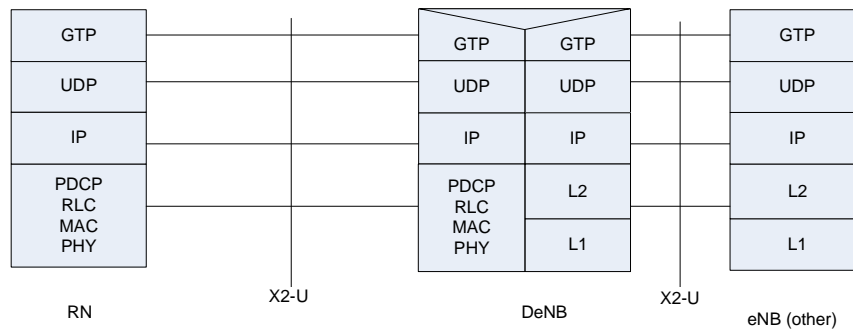 GTP
UDP
IP
PDCP
RLC
MAC
PHY
RN
X2-U
GTP
GTP
UDP
UDP
IP
IP
PDCP
RLC
MAC
PHY
L2
L1
DeNB
X2-U
GTP
UDP
IP
L2
L1
eNB (other)